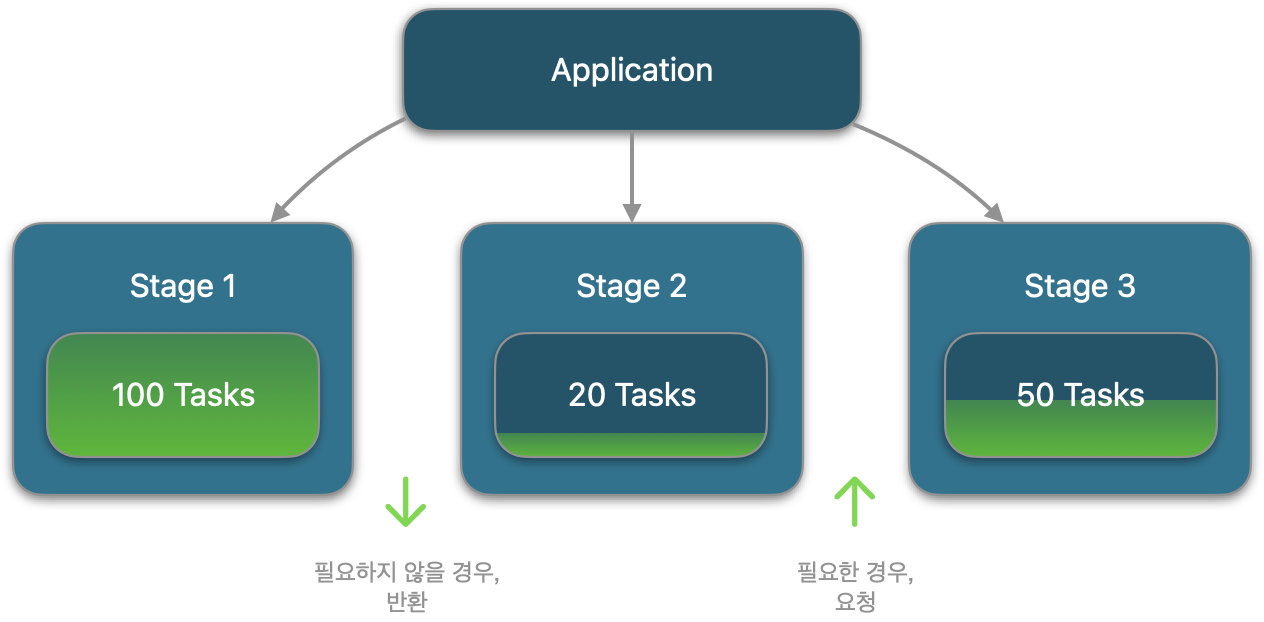 Application
Stage 1
Stage 2
Stage 3
100 Tasks
20 Tasks
50 Tasks
필요하지 않을 경우,
반환
필요한 경우,
요청